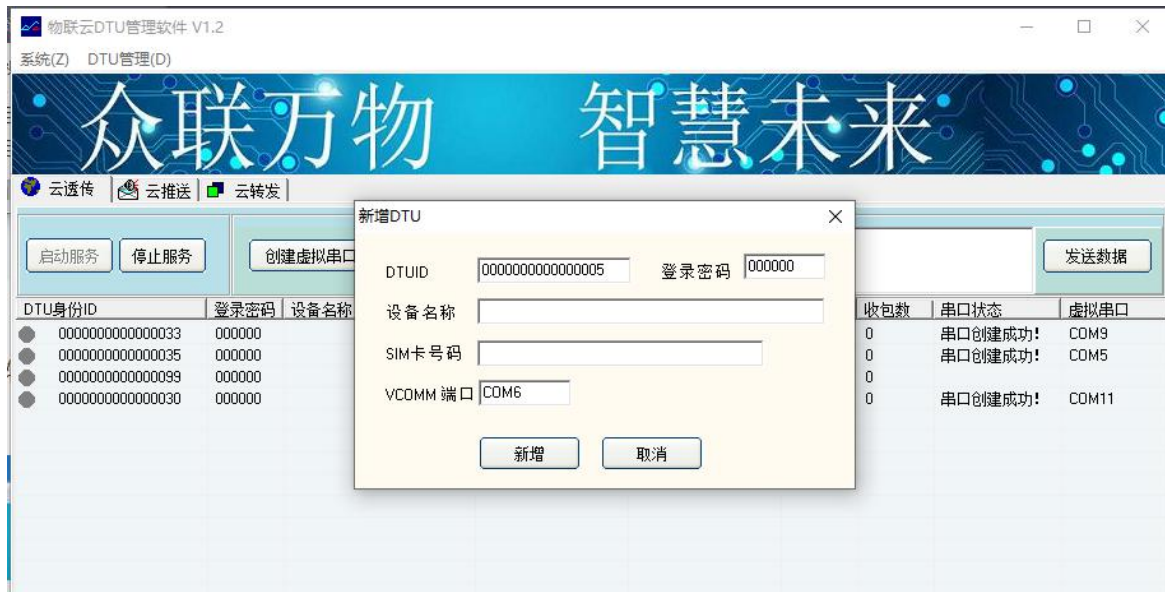 物联云DTU管理软件 V1.2
系统(Z) DTU管理(D)
众联万物 智慧未来
云透传 云推送 云转发
新增DTU
启动服务 停止服务 创建虚拟串口 发送数据
DTUID 0000000000000005 登录密码 000000
设备名称
SIM卡号码
VCOMM 端口 COM6
新增 取消
DTU身份ID 登录密码 设备名称 收包数 串口状态 虚拟串口
0000000000000033 000000 0 串口创建成功! COM9
0000000000000035 000000 0 串口创建成功! COM5
0000000000000099 000000 0
0000000000000030 000000 0 串口创建成功! COM11